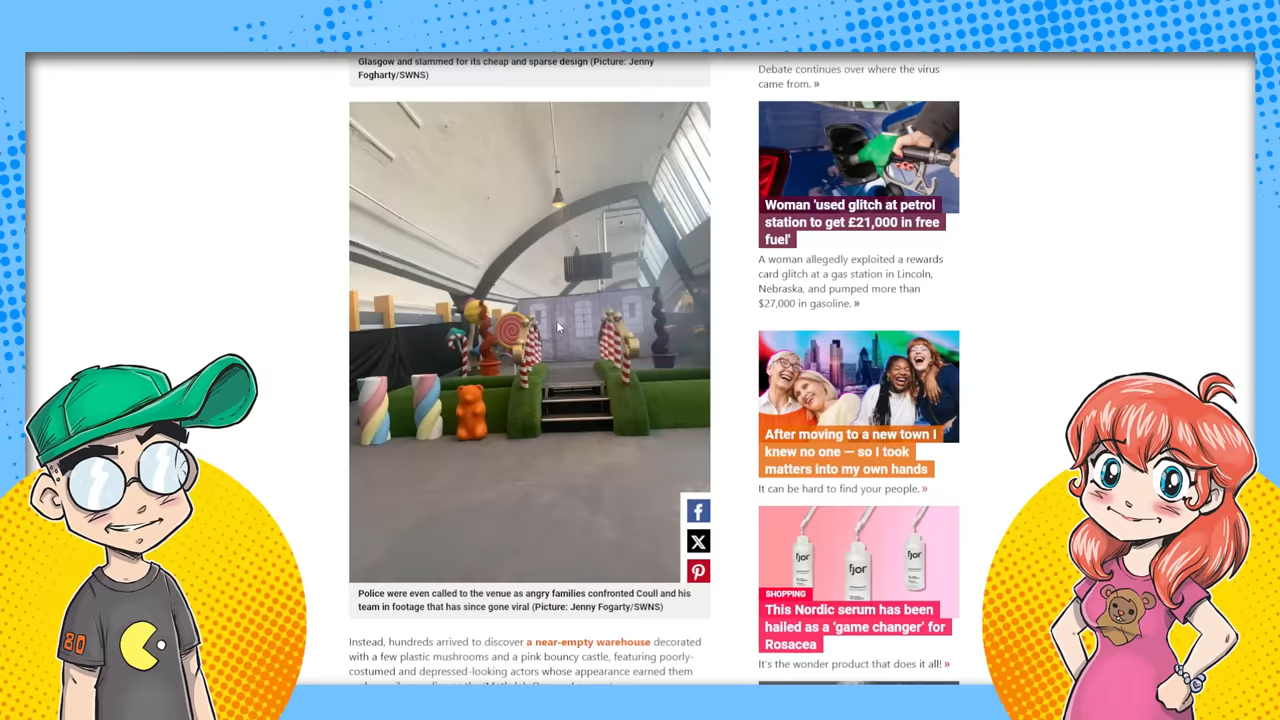 Glasgow and slammed for its cheap and sparse design (Picture: Jenny
Fogharty/SWNS)
Police were even called to the venue as angry families confronted Coull and his
team in footage that has since gone viral (Picture: Jenny Fogarty/SWNS)
Instead, hundreds arrived to discover a near-empty warehouse decorated
with a few plastic mushrooms and a pink bouncy castle, featuring poorly-
costumed and depressed-looking actors whose appearance earned them
Debate continues over where the virus
came from. »
Woman 'used glitch at petrol
station to get £21,000 in free
fuel'
A woman allegedly exploited a rewards
card glitch at a gas station in Lincoln,
Nebraska, and pumped more than
$27,000 in gasoline. »
After moving to a new town I
knew no one — so I took
matters into my own hands
It can be hard to find your people. »
fjor
fjor
fjor
SHOPPING
This Nordic serum has been
hailed as a 'game changer' for
Rosacea
It's the wonder product that does it all! »
80